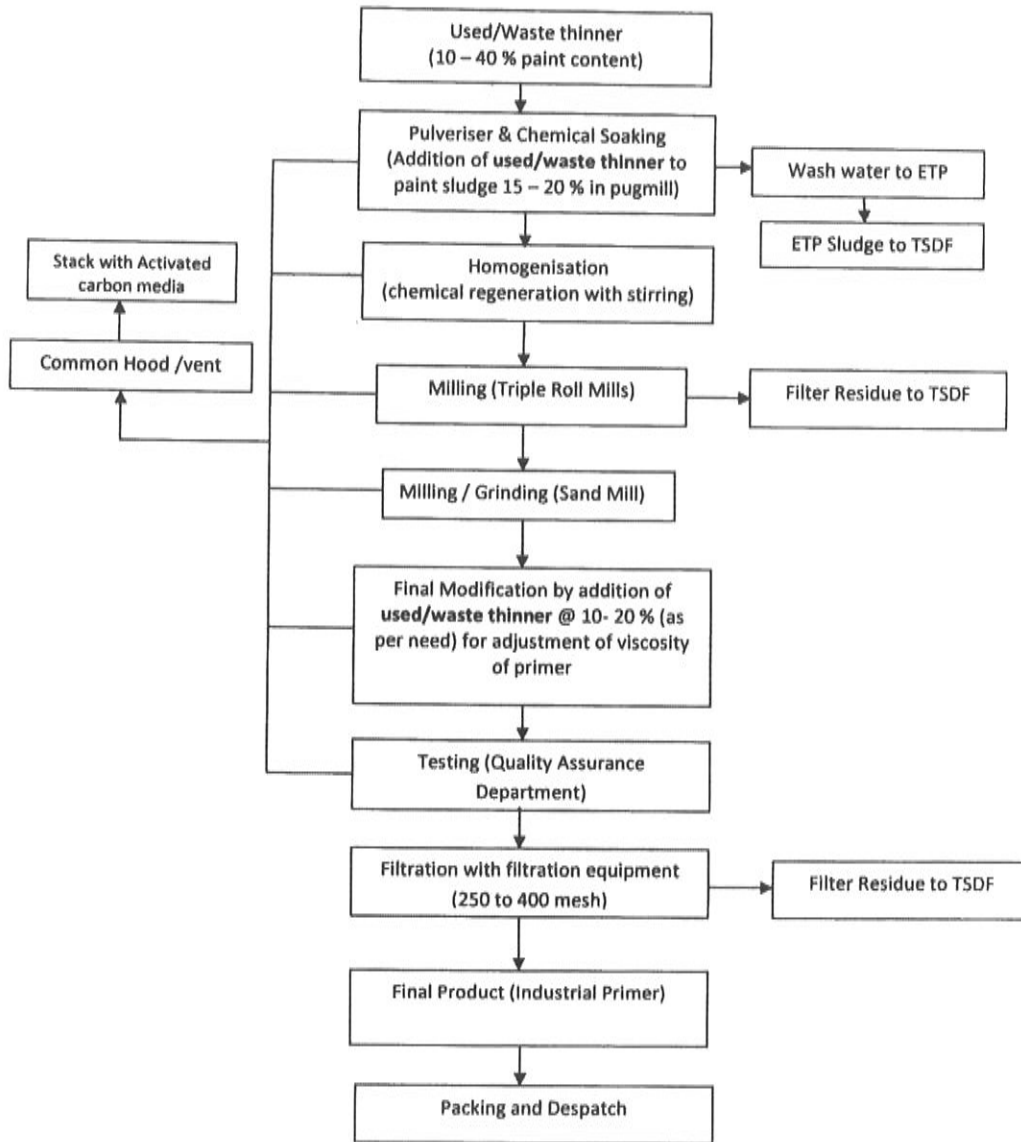 Used/Waste thinner
(10 – 40 % paint content)
Pulveriser & Chemical Soaking
(Addition of used/waste thinner to
paint sludge 15 – 20 % in pugmill)
Wash water to ETP
ETP Sludge to TSDF
Stack with Activated
carbon media
Homogenisation
(chemical regeneration with stirring)
Common Hood /vent
Milling (Triple Roll Mills)
Filter Residue to TSDF
Milling / Grinding (Sand Mill)
Final Modification by addition of
used/waste thinner @ 10- 20 % (as
per need) for adjustment of viscosity
of primer
Testing (Quality Assurance
Department)
Filtration with filtration equipment
(250 to 400 mesh)
Filter Residue to TSDF
Final Product (Industrial Primer)
Packing and Despatch